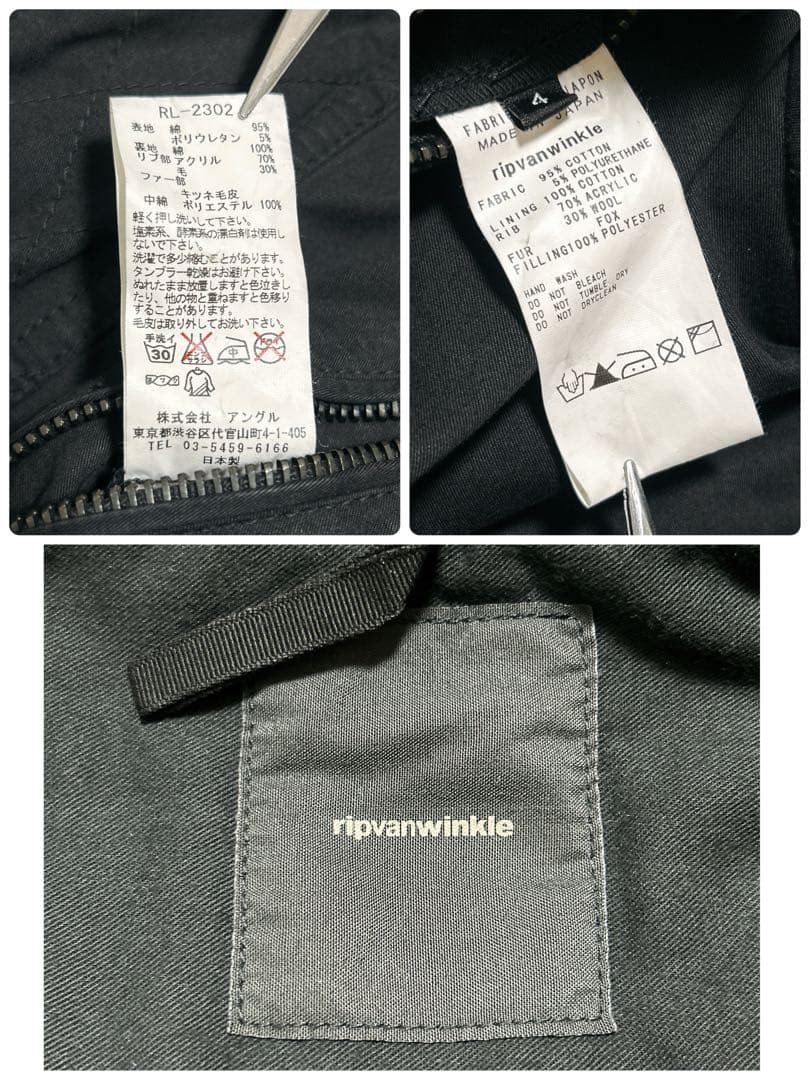 RL-2302
表地 綿 95%
ポリウレタン 5%
裏地 綿 100%
リブ部 アクリル 70%
毛 30%
ファー部
キツネ毛皮
中綿 ポリエステル 100%
軽く押し洗いして下さい。
塩素系、酵素系の漂白剤は使用し
ないで下さい。
洗濯で多少縮むことがあります。
タンブラー乾燥はお避け下さい。
ぬれたまま放置しますと色泣きし
たり、他の物と重ねますと色移り
することがあります。
毛皮は取り外してお洗い下さい。
手洗イ
30
中
株式会社 アングル
東京都渋谷区代官山町4-1-405
TEL 03-5459-6166
日本製
4
MADE IN JAPAN
ripvanwinkle
FABRIC 95% COTTON
5% POLYURETHANE
LINING 100% COTTON
RIB 70% ACRYLIC
30% WOOL
FUR FOX
FILLING100% POLYESTER
HAND WASH
DO NOT BLEACH
DO NOT TUMBLE DRY
DO NOT DRYCLEAN
ripvanwinkle